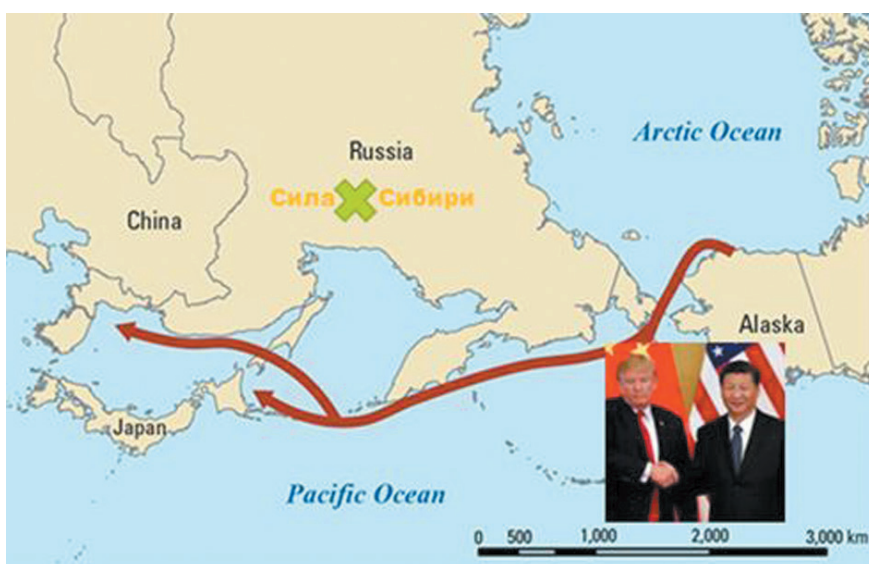 Arctic Ocean
Russia
Сила Сибири
China
Alaska
Japan
Pacific Ocean
0 500 1,000 2,000 3,000 km